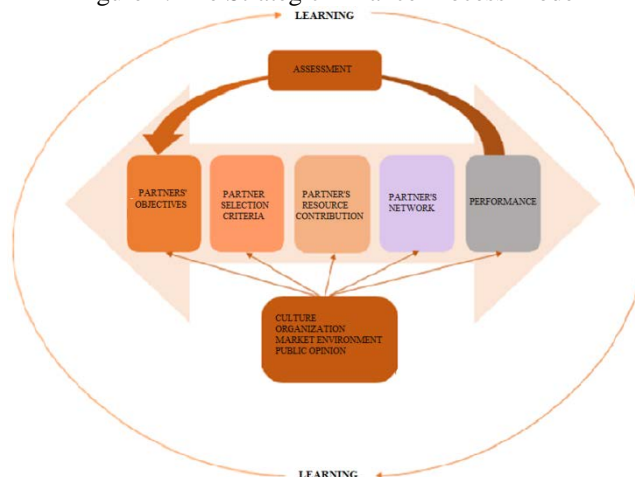 LEARNING
ASSESSMENT
PARTNERS'
OBJECTIVES
PARTNER
SELECTION
CRITERIA
PARTNER'S
RESOURCE
CONTRIBUTION
PARTNER'S
NETWORK
PERFORMANCE
CULTURE
ORGANIZATION
MARKET ENVIRONMENT
PUBLIC OPINION
LEARNING